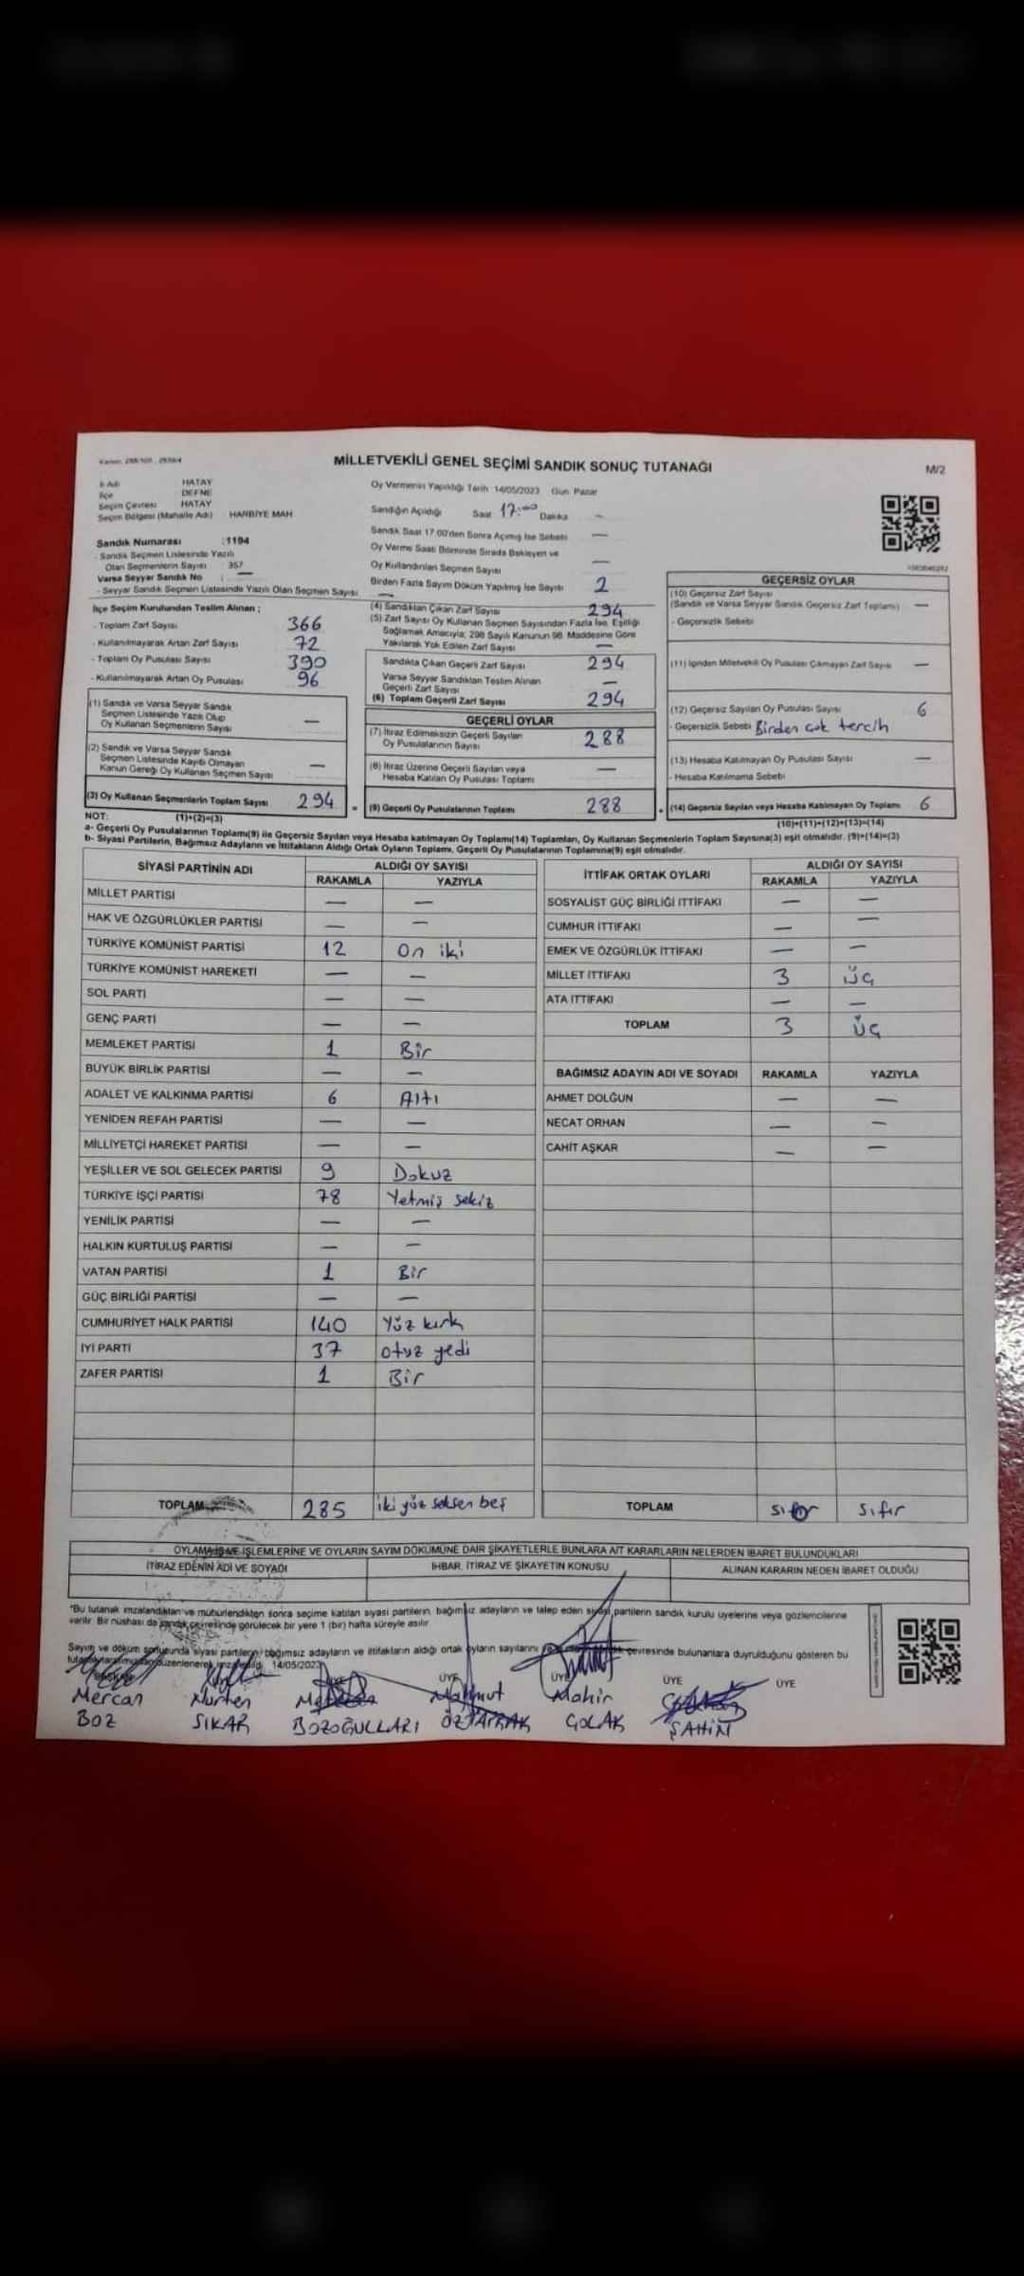 MİLLETVEKİLİ GENEL SEÇİMİ SANDIK SONUÇ TUTANAĞI
M/2
İl Adı HATAY
İlçe DEFNE
Seçim Çevresi HATAY
Seçim Bölgesi (Mahalle Adı) HARBİYE MAH
Oy Vermenin Yapıldığı Tarih: 14/05/2023 Gün: Pazar
Sandığın Açıldığı Saat 17:00 Dakika -
Sandık Saat 17.00'den Sonra Açılmış İse Sebebi —
Oy Verme Saati Bitiminde Sırada Bekleyen ve
Oy Kullandırılan Seçmen Sayısı —
Birden Fazla Sayım Döküm Yapılmış İse Sayısı 2
Sandık Numarası :1194
- Sandık Seçmen Listesinde Yazılı
Olan Seçmenlerin Sayısı 357
Varsa Seyyar Sandık No : —
- Seyyar Sandık Seçmen Listesinde Yazılı Olan Seçmen Sayısı —
İlçe Seçim Kurulundan Teslim Alınan ;
- Toplam Zarf Sayısı 366
- Kullanılmayarak Artan Zarf Sayısı 72
- Toplam Oy Pusulası Sayısı 390
- Kullanılmayarak Artan Oy Pusulası 96
(1) Sandık ve Varsa Seyyar Sandık
Seçmen Listesinde Yazılı Olup
Oy Kullanan Seçmenlerin Sayısı —
(2) Sandık ve Varsa Seyyar Sandık
Seçmen Listesinde Kaydı Olmayan
Kanun Gereği Oy Kullanan Seçmen Sayısı —
(3) Oy Kullanan Seçmenlerin Toplam Sayısı 294
(1)+(2)=(3)
(4) Sandıktan Çıkan Zarf Sayısı 294
(5) Zarf Sayısı Oy Kullanan Seçmen Sayısından Fazla İse, Eşitliği
Sağlamak Amacıyla; 298 Sayılı Kanunun 98. Maddesine Göre
Yakılarak Yok Edilen Zarf Sayısı —
Sandıkta Çıkan Geçerli Zarf Sayısı 294
Varsa Seyyar Sandıktan Teslim Alınan
Geçerli Zarf Sayısı —
(6) Toplam Geçerli Zarf Sayısı 294
GEÇERLİ OYLAR
(7) İtiraz Edilmeksizin Geçerli Sayılan
Oy Pusulalarının Sayısı 288
(8) İtiraz Üzerine Geçerli Sayılan veya
Hesaba Katılan Oy Pusulası Toplamı —
(9) Geçerli Oy Pusulalarının Toplamı 288
GEÇERSİZ OYLAR
(10) Geçersiz Zarf Sayısı
(Sandık ve Varsa Seyyar Sandık Geçersiz Zarf Toplamı) —
- Geçersizlik Sebebi
(11) İçinden Milletvekili Oy Pusulası Çıkmayan Zarf Sayısı —
(12) Geçersiz Sayılan Oy Pusulası Sayısı 6
- Geçersizlik Sebebi Birden çok tercih
(13) Hesaba Katılmayan Oy Pusulası Sayısı —
- Hesaba Katılmama Sebebi
(14) Geçersiz Sayılan veya Hesaba Katılmayan Oy Toplamı 6
(10)+(11)+(12)+(13)=(14)
NOT:
a- Geçerli Oy Pusulalarının Toplamı(9) ile Geçersiz Sayılan veya Hesaba katılmayan Oy Toplamı(14) Toplamları, Oy Kullanan Seçmenlerin Toplam Sayısına(3) eşit olmalıdır. (9)+(14)=(3)
b- Siyasi Partilerin, Bağımsız Adayların ve İttifakların Aldığı Ortak Oyların Toplamı, Geçerli Oy Pusulalarının Toplamına(9) eşit olmalıdır.
SİYASİ PARTİNİN ADI ALDIĞI OY SAYISI
RAKAMLA YAZIYLA
MİLLET PARTİSİ — —
HAK VE ÖZGÜRLÜKLER PARTİSİ — —
TÜRKİYE KOMÜNİST PARTİSİ 12 On iki
TÜRKİYE KOMÜNİST HAREKETİ — —
SOL PARTİ — —
GENÇ PARTİ — —
MEMLEKET PARTİSİ 1 Bir
BÜYÜK BİRLİK PARTİSİ — —
ADALET VE KALKINMA PARTİSİ 6 Altı
YENİDEN REFAH PARTİSİ — —
MİLLİYETÇİ HAREKET PARTİSİ — —
YEŞİLLER VE SOL GELECEK PARTİSİ 9 Dokuz
TÜRKİYE İŞÇİ PARTİSİ 78 Yetmiş sekiz
YENİLİK PARTİSİ — —
HALKIN KURTULUŞ PARTİSİ — —
VATAN PARTİSİ 1 Bir
GÜÇ BİRLİĞİ PARTİSİ — —
CUMHURİYET HALK PARTİSİ 140 Yüz kırk
İYİ PARTİ 37 otuz yedi
ZAFER PARTİSİ 1 Bir
TOPLAM 285 iki yüz seksen beş
İTTİFAK ORTAK OYLARI ALDIĞI OY SAYISI
RAKAMLA YAZIYLA
SOSYALİST GÜÇ BİRLİĞİ İTTİFAKI — —
CUMHUR İTTİFAKI — —
EMEK VE ÖZGÜRLÜK İTTİFAKI — —
MİLLET İTTİFAKI 3 üç
ATA İTTİFAKI — —
TOPLAM 3 üç
BAĞIMSIZ ADAYIN ADI VE SOYADI RAKAMLA YAZIYLA
AHMET DOLĞUN — —
NECAT ORHAN — —
CAHİT AŞKAR — —
TOPLAM sıfır sıfır
OYLAMA İŞ VE İŞLEMLERİNE VE OYLARIN SAYIM DÖKÜMÜNE DAİR ŞİKAYETLERLE BUNLARA AİT KARARLARIN NELERDEN İBARET BULUNDUKLARI
İTİRAZ EDENİN ADI VE SOYADI İHBAR, İTİRAZ VE ŞİKAYETİN KONUSU ALINAN KARARIN NEDEN İBARET OLDUĞU
"Bu tutanak imzalandıktan ve mühürlendikten sonra seçime katılan siyasi partilerin, bağımsız adayların ve talep eden siyasi partilerin sandık kurulu üyelerine veya gözlemcilerine
verilir. Bir nüshası da sandık çevresinde görülecek bir yere 1 (bir) hafta süreyle asılır
Sayım ve döküm sonucunda siyasi partilerin, bağımsız adayların ve ittifakların aldığı ortak oyların sayılarını çevresinde bulunanlara duyrulduğunu gösteren bu
düzenlenerek imza edildi. 14/05/2023
ÜYE ÜYE ÜYE ÜYE
Mercan Nurten Mahmut Mahir
BOZ SIKAR BOZOĞULLARI ÖZTAPRAK ÇOLAK ŞAHİN